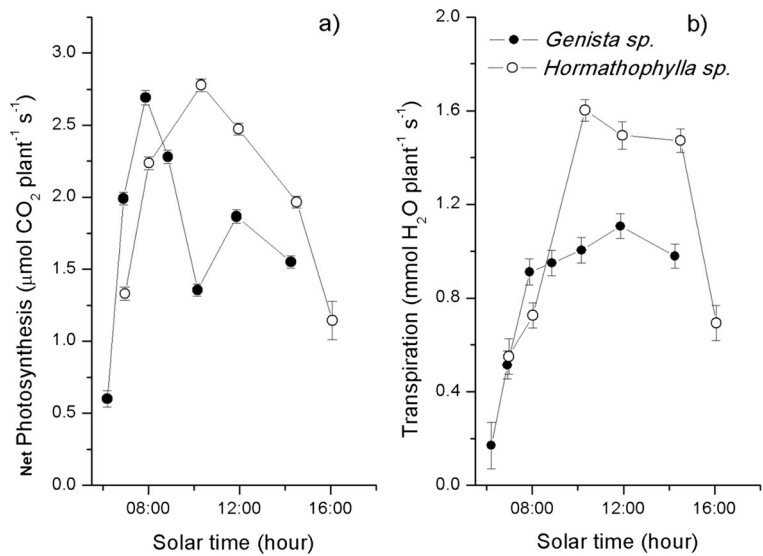 a)
3.0
2.5
2.0
1.5
1.0
0.5
0.0
Net Photosynthesis (μmol CO₂ plant⁻¹ s⁻¹)
08:00 12:00 16:00
Solar time (hour)
b)
Genista sp.
Hormathophylla sp.
2.0
1.6
1.2
0.8
0.4
0.0
Transpiration (mmol H₂O plant⁻¹ s⁻¹)
08:00 12:00 16:00
Solar time (hour)